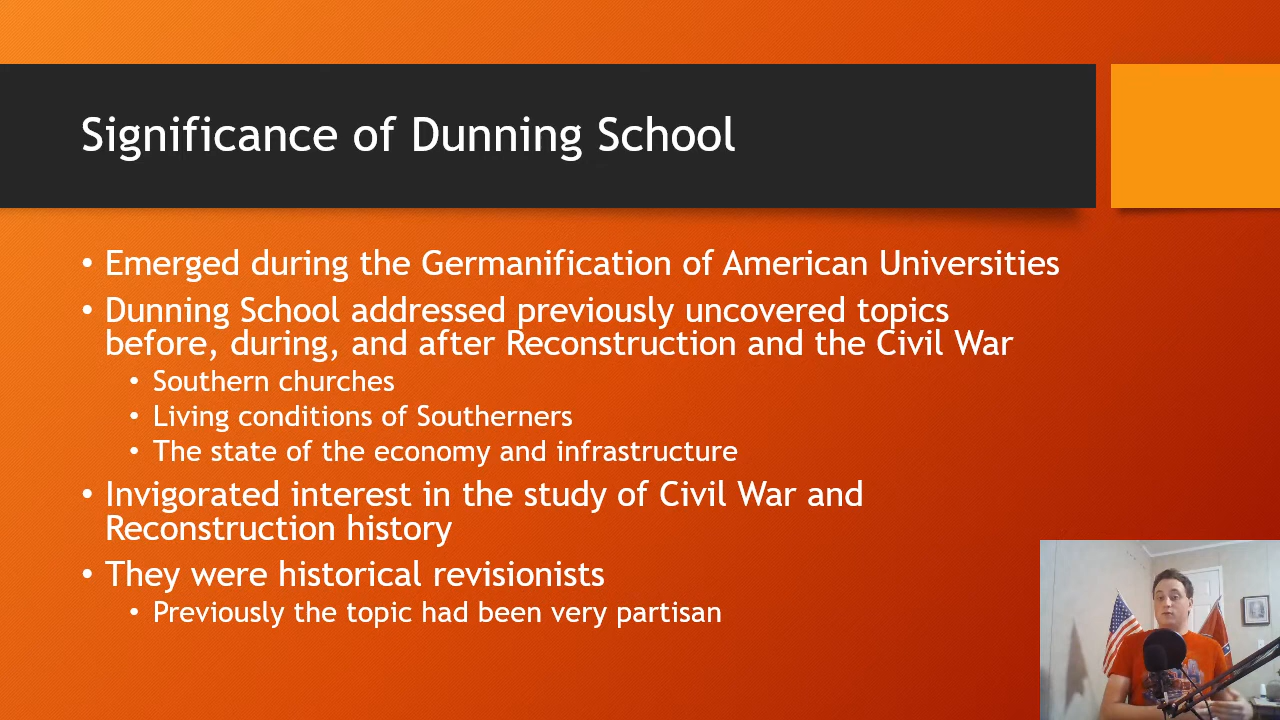 Significance of Dunning School
• Emerged during the Germanification of American Universities
• Dunning School addressed previously uncovered topics
before, during, and after Reconstruction and the Civil War
• Southern churches
• Living conditions of Southerners
• The state of the economy and infrastructure
• Invigorated interest in the study of Civil War and
Reconstruction history
• They were historical revisionists
• Previously the topic had been very partisan